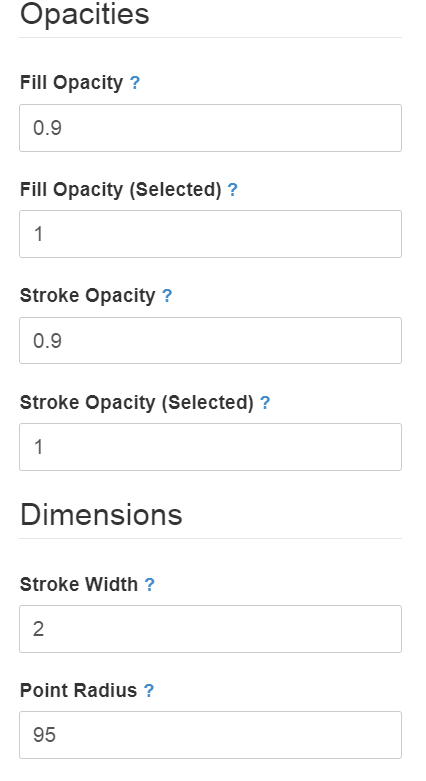 Opacities
Fill Opacity ?
0.9
Fill Opacity (Selected) ?
1
Stroke Opacity ?
0.9
Stroke Opacity (Selected) ?
1
Dimensions
Stroke Width ?
2
Point Radius ?
95